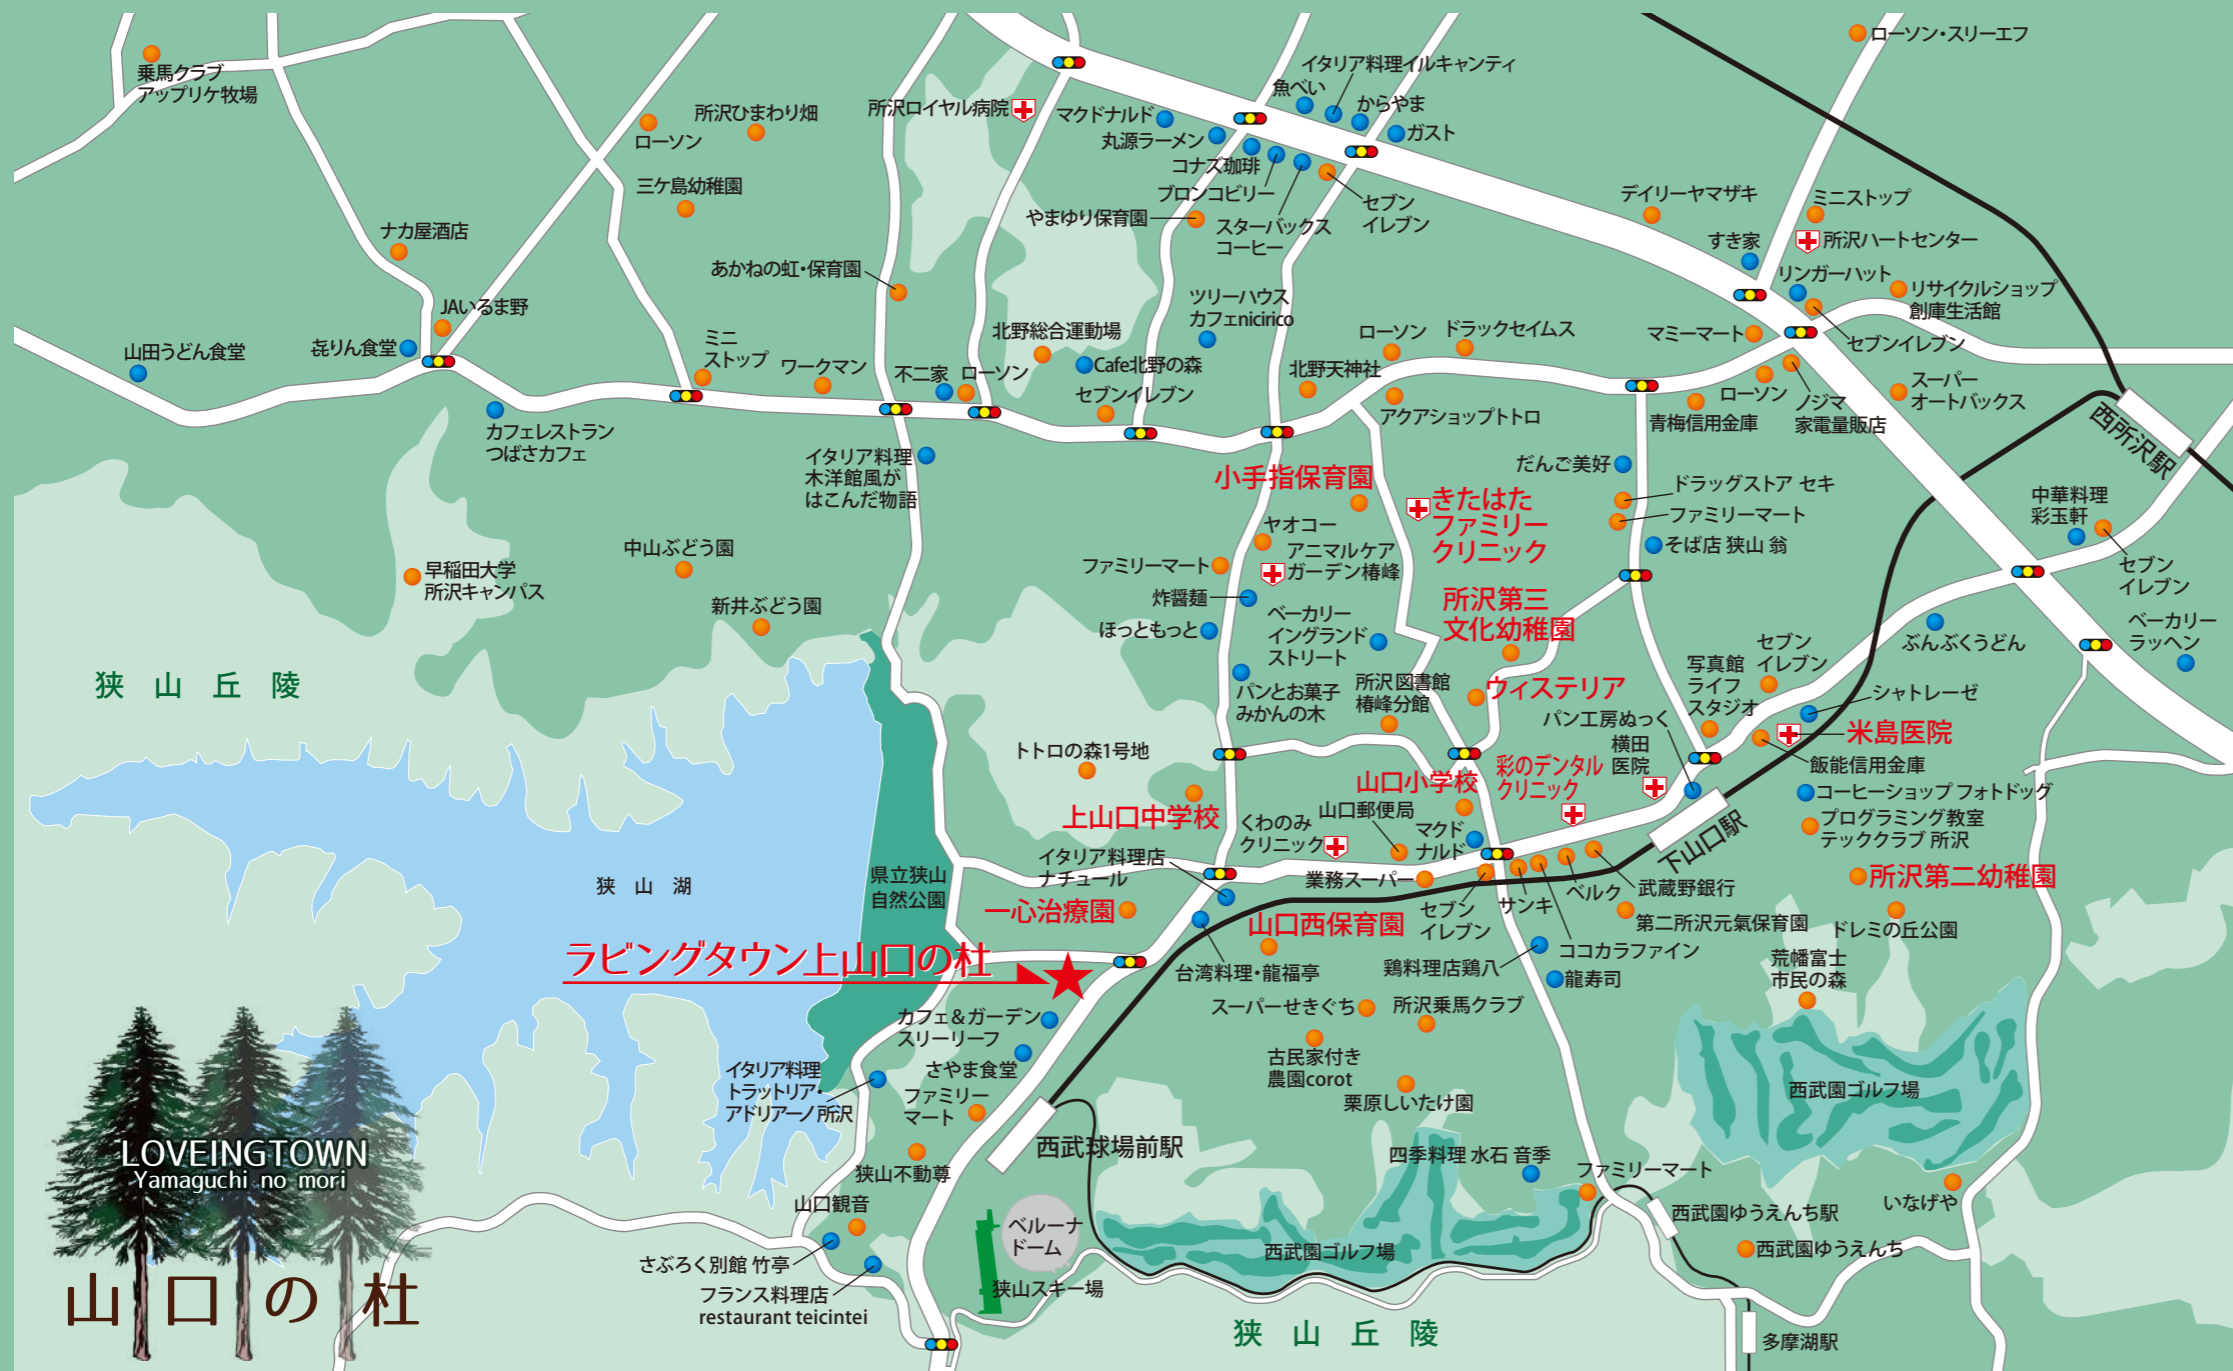 ローソン・スリーエフ
乗馬クラブ
アップリケ牧場
イタリア料理イルキャンティ
魚べい
からやま
ガスト
所沢ひまわり畑
ローソン
所沢ロイヤル病院
マクドナルド
丸源ラーメン
コナズ珈琲
ブロンコビリー
スターバックス
コーヒー
セブン
イレブン
三ケ島幼稚園
やまゆり保育園
デイリーヤマザキ
ミニストップ
すき家
所沢ハートセンター
リンガーハット
リサイクルショップ
創庫生活館
セブンイレブン
マミーマート
ナカ屋酒店
あかねの虹・保育園
JAいるま野
㐂りん食堂
山田うどん食堂
ミニ
ストップ
ワークマン
不二家
ローソン
北野総合運動場
Cafe北野の森
セブンイレブン
ツリーハウス
カフェnicirico
北野天神社
ローソン
ドラックセイムス
アクアショップトトロ
青梅信用金庫
ローソン
ノジマ
家電量販店
スーパー
オートバックス
西所沢駅
カフェレストラン
つばさカフェ
イタリア料理
木洋館風が
はこんだ物語
小手指保育園
きたはた
ファミリー
クリニック
だんご美好
ドラッグストア セキ
ファミリーマート
そば店 狭山 翁
中華料理
彩玉軒
セブン
イレブン
ヤオコー
アニマルケア
ガーデン椿峰
ファミリーマート
炸醤麺
ほっともっと
ベーカリー
イングランド
ストリート
パンとお菓子
みかんの木
所沢図書館
椿峰分館
所沢第三
文化幼稚園
ウィステリア
早稲田大学
所沢キャンパス
中山ぶどう園
新井ぶどう園
狭山丘陵
ぶんぶくうどん
ベーカリー
ラッヘン
セブン
イレブン
写真館
ライフ
スタジオ
シャトレーゼ
米島医院
飯能信用金庫
パン工房ぬっく
横田
医院
彩のデンタル
クリニック
山口小学校
山口郵便局
マクド
ナルド
くわのみ
クリニック
トトロの森1号地
上山口中学校
イタリア料理店
ナチュール
業務スーパー
コーヒーショップ フォトドッグ
プログラミング教室
テッククラブ 所沢
下山口駅
所沢第二幼稚園
ドレミの丘公園
武蔵野銀行
ベルク
サンキ
第二所沢元氣保育園
ココカラファイン
セブン
イレブン
鶏料理店鶏八
龍寿司
狭山湖
県立狭山
自然公園
一心治療園
山口西保育園
台湾料理・龍福亭
ラビングタウン上山口の杜
荒幡富士
市民の森
スーパーせきぐち
所沢乗馬クラブ
古民家付き
農園corot
栗原しいたけ園
カフェ&ガーデン
スリーリーフ
さやま食堂
ファミリー
マート
イタリア料理
トラットリア・
アドリアーノ所沢
西武球場前駅
狭山不動尊
山口観音
さぶろく別館 竹亭
フランス料理店
restaurant teicintei
ベルーナ
ドーム
狭山スキー場
西武園ゴルフ場
四季料理 水石 音季
ファミリーマート
西武園ゴルフ場
西武園ゆうえんち駅
西武園ゆうえんち
いなげや
多摩湖駅
狭山丘陵
LOVEINGTOWN
Yamaguchi no mori
山口の杜